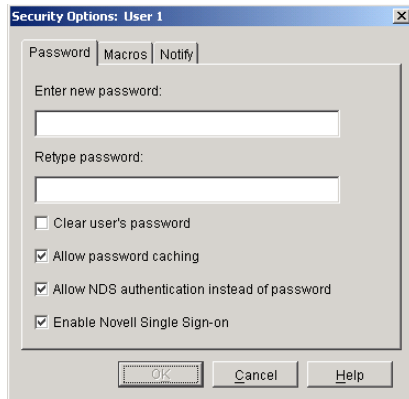 Security Options: User 1
Password Macros Notify
Enter new password:
Retype password:
Clear user's password
Allow password caching
Allow NDS authentication instead of password
Enable Novell Single Sign-on
OK Cancel Help